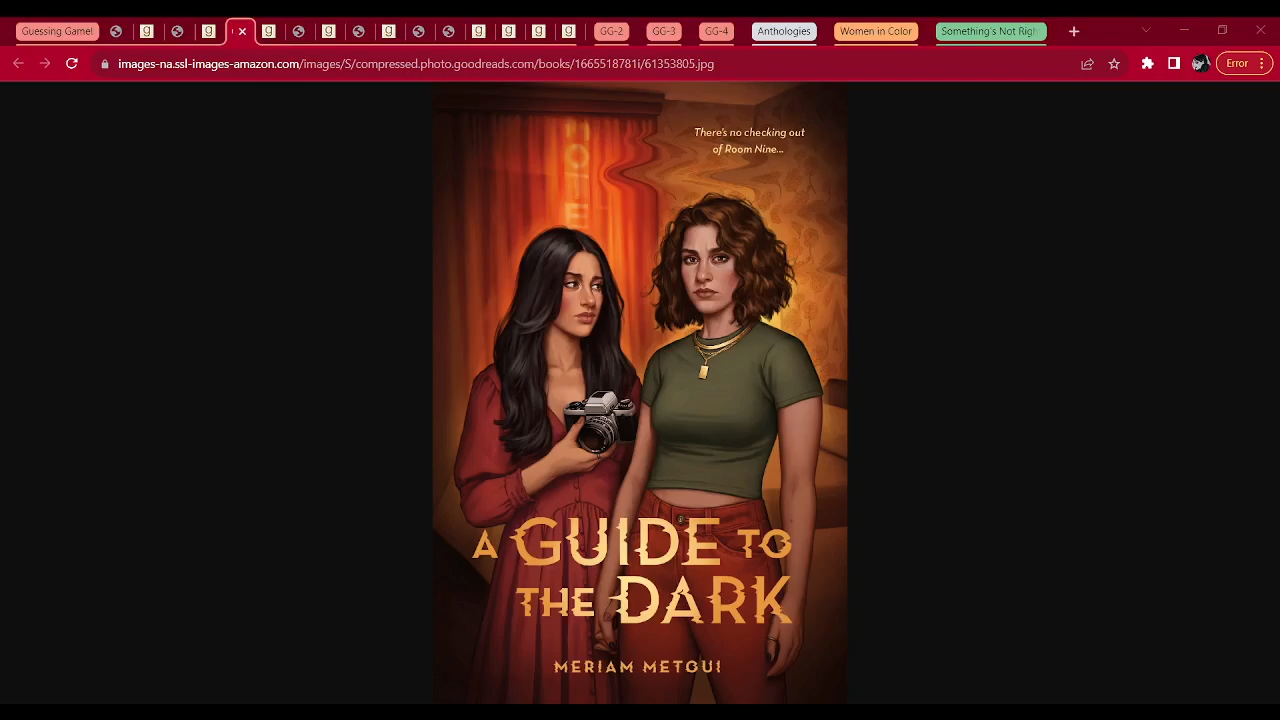 Guessing Game!
GG-2
GG-3
GG-4
Anthologies
Women in Color
Something's Not Righ
images-na.ssl-images-amazon.com/images/S/compressed.photo.goodreads.com/books/1665518781i/61353805.jpg
Error
There's no checking out
of Room Nine...
MOTE
A GUIDE TO
THE DARK
MERIAM METOUI